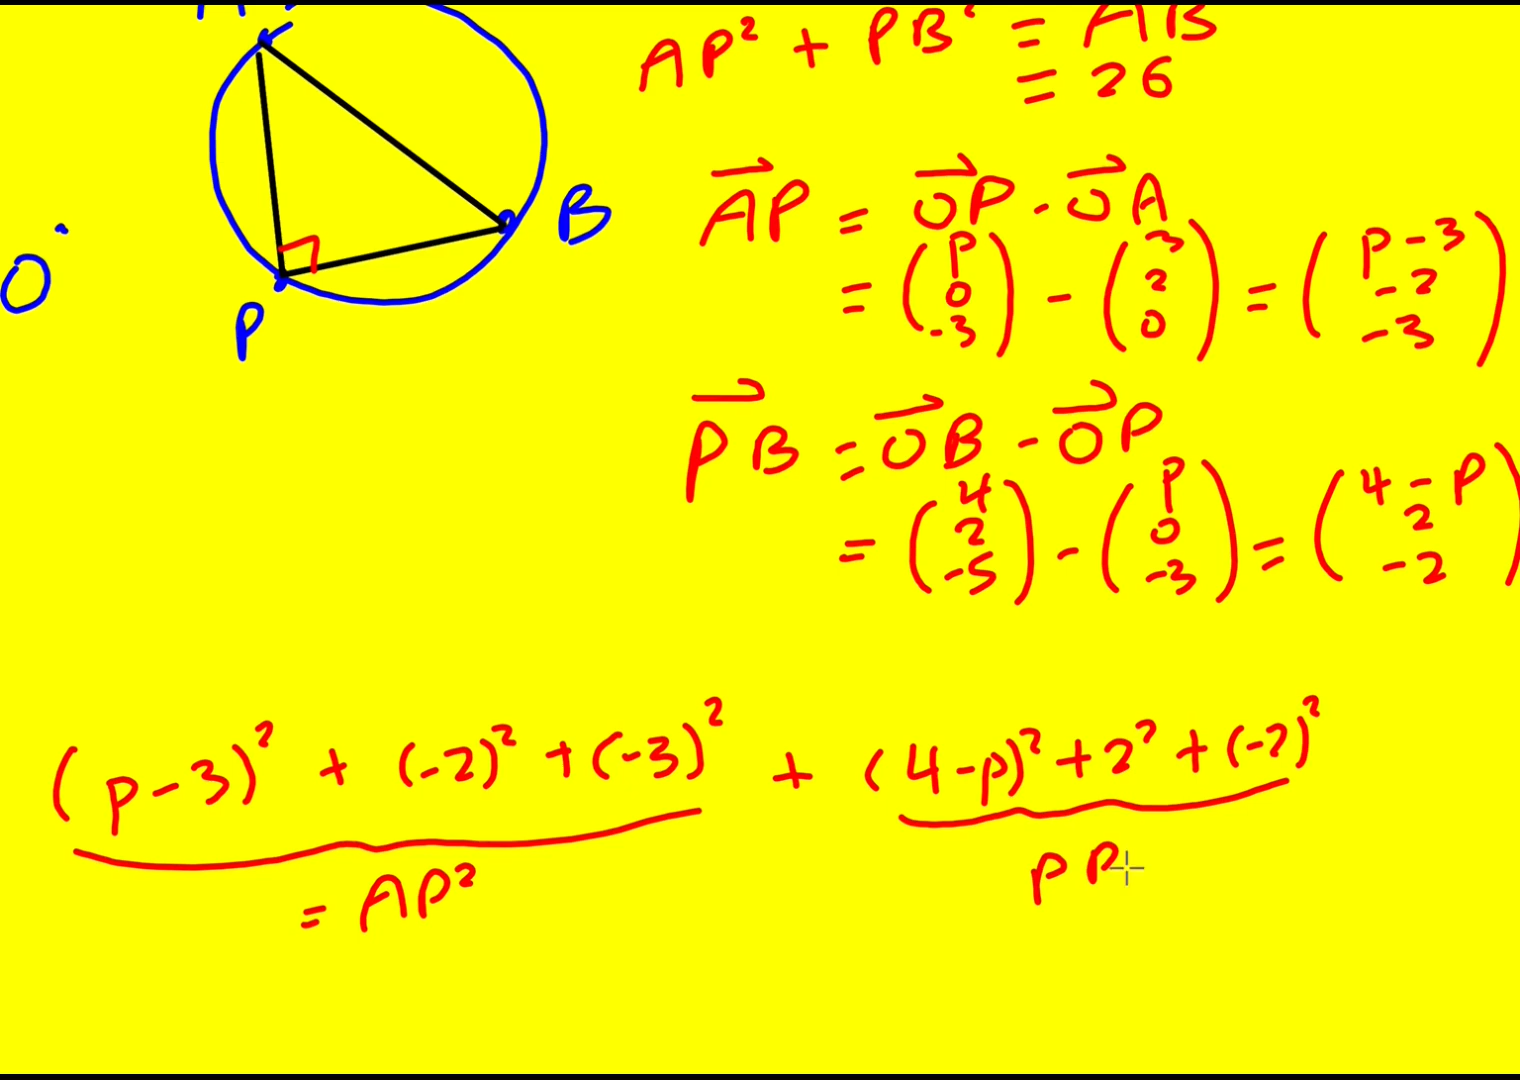 AP² + PB² = AB
= 26
B
O
P
→AP = →OP - →OA
= (p 0 -3) - (3 2 0) = (p-3 -2 -3)
→PB = →OB - →OP
= (4 2 -5) - (p 0 -3) = (4-p 2 -2)
(p-3)² + (-2)² + (-3)² + (4-p)² + 2² + (-2)²
= AP²
PP